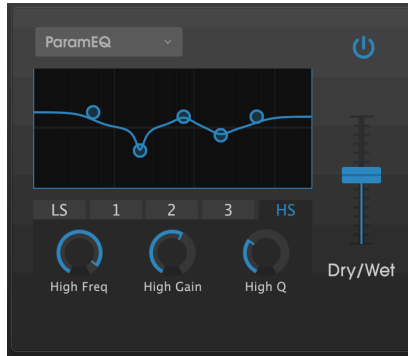 ParamEQ
LS 1 2 3 HS
High Freq High Gain High Q
Dry/Wet